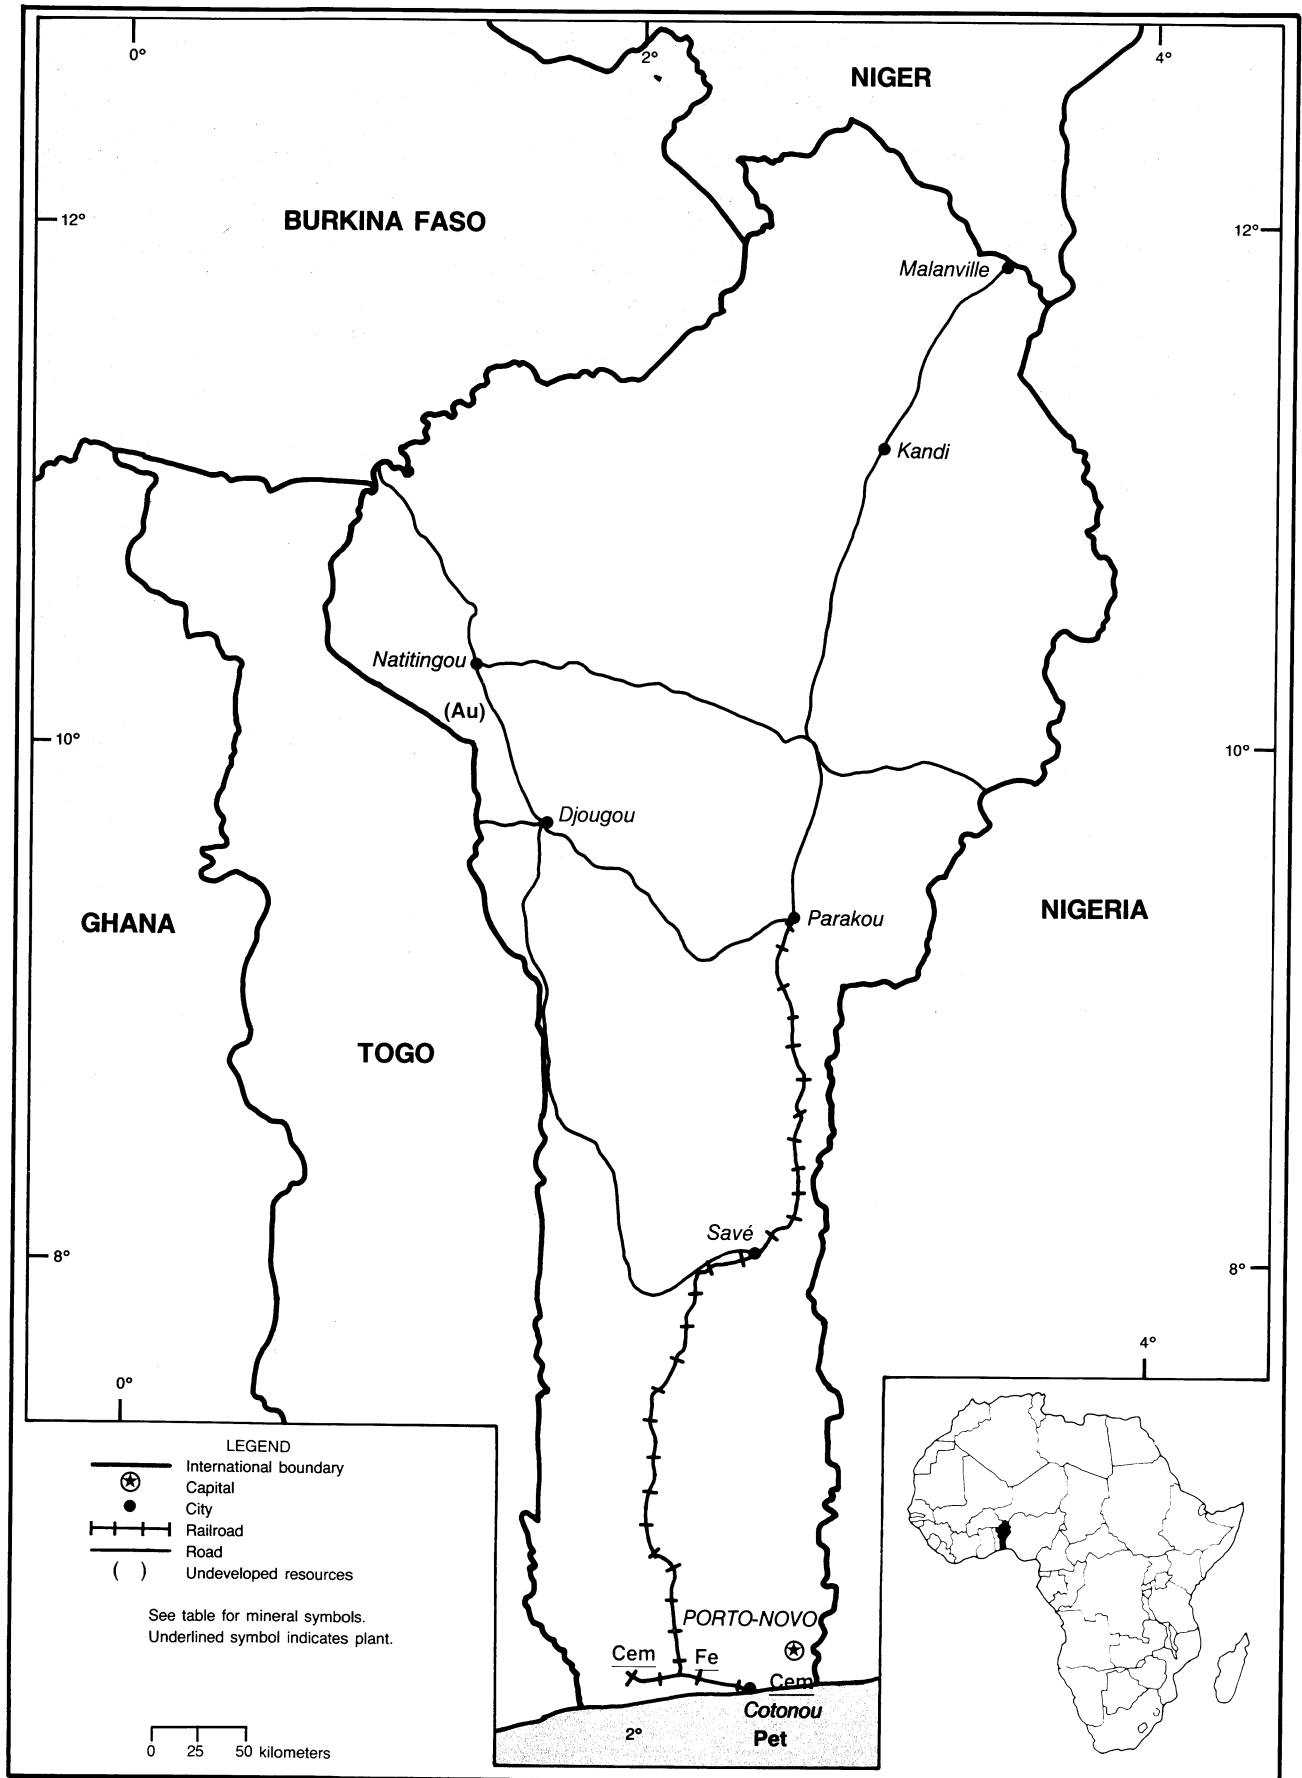 0°
2°
4°
NIGER
12°
BURKINA FASO
12°
Malanville
Kandi
Natitingou
(Au)
10°
10°
Djougou
GHANA
Parakou
NIGERIA
TOGO
Savé
8°
8°
4°
0°
LEGEND
International boundary
Capital
City
Railroad
Road
( ) Undeveloped resources
See table for mineral symbols.
Underlined symbol indicates plant.
PORTO-NOVO
Cem
Fe
Cem
Cotonou
2°
Pet
0 25 50 kilometers